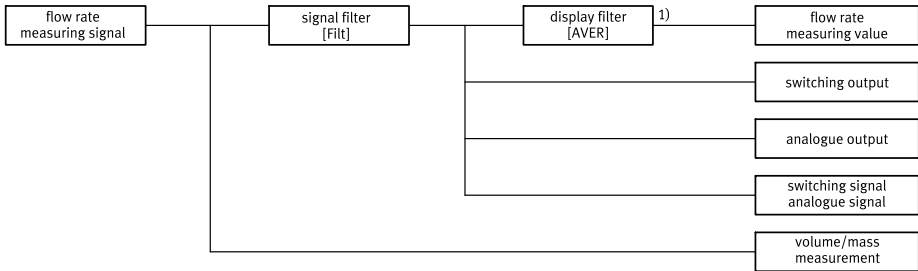 flow rate
measuring signal
signal filter
[Filt]
display filter
[AVER]
1)
flow rate
measuring value
switching output
analogue output
switching signal
analogue signal
volume/mass
measurement